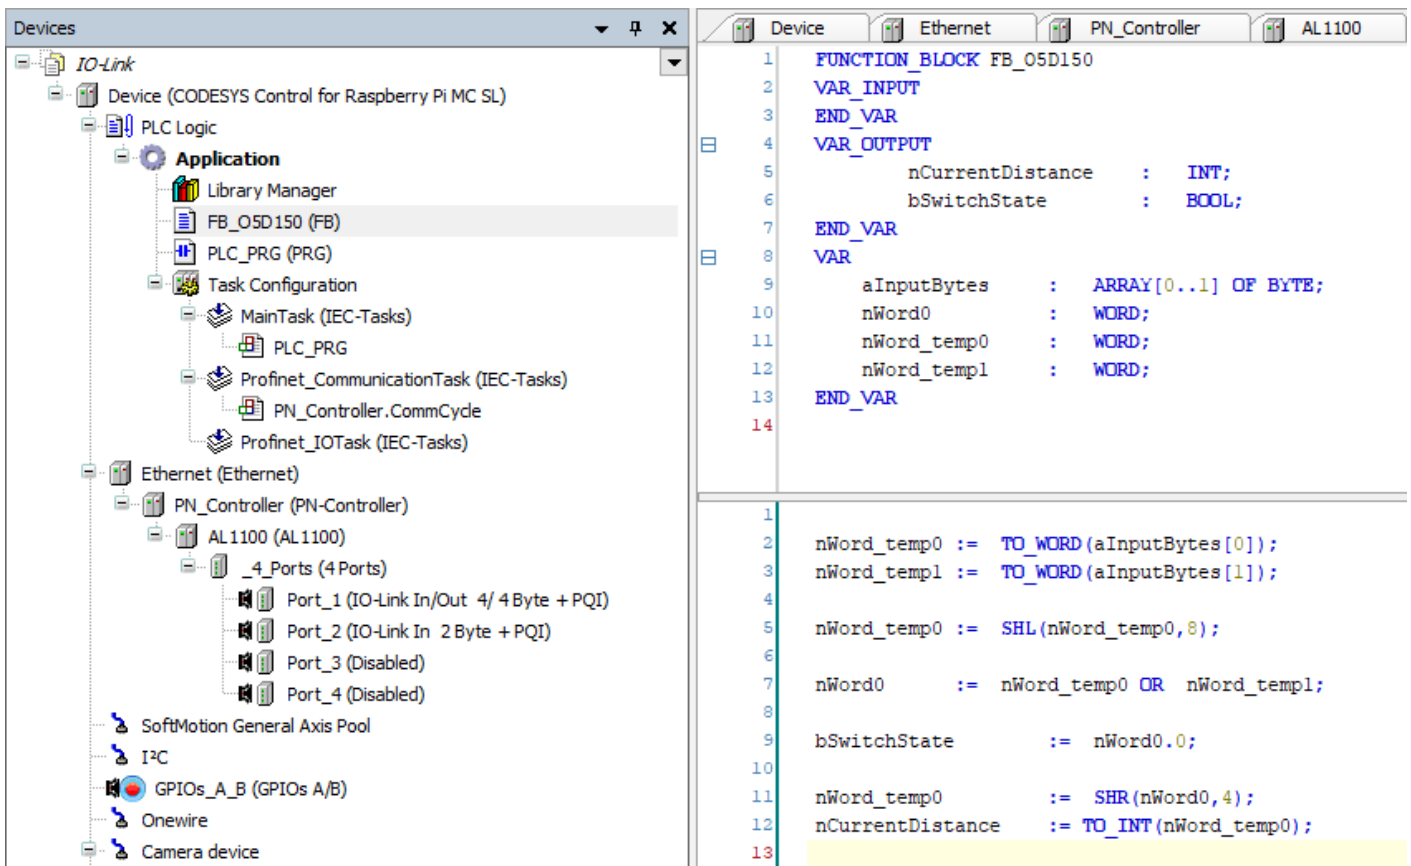 Devices
IO-Link
Device (CODESYS Control for Raspberry Pi MC SL)
PLC Logic
Application
Library Manager
FB_O5D150 (FB)
PLC_PRG (PRG)
Task Configuration
MainTask (IEC-Tasks)
PLC_PRG
Profinet_CommunicationTask (IEC-Tasks)
PN_Controller.CommCycle
Profinet_IOTask (IEC-Tasks)
Ethernet (Ethernet)
PN_Controller (PN-Controller)
AL1100 (AL1100)
_4_Ports (4 Ports)
Port_1 (IO-Link In/Out 4/ 4 Byte + PQI)
Port_2 (IO-Link In 2 Byte + PQI)
Port_3 (Disabled)
Port_4 (Disabled)
SoftMotion General Axis Pool
I²C
GPIOs_A_B (GPIOs A/B)
Onewire
Camera device
Device Ethernet PN_Controller AL1100
1 FUNCTION_BLOCK FB_O5D150
2 VAR_INPUT
3 END_VAR
4 VAR_OUTPUT
5 nCurrentDistance : INT;
6 bSwitchState : BOOL;
7 END_VAR
8 VAR
9 aInputBytes : ARRAY[0..1] OF BYTE;
10 nWord0 : WORD;
11 nWord_temp0 : WORD;
12 nWord_temp1 : WORD;
13 END_VAR
14
1
2 nWord_temp0 := TO_WORD(aInputBytes[0]);
3 nWord_temp1 := TO_WORD(aInputBytes[1]);
4
5 nWord_temp0 := SHL(nWord_temp0,8);
6
7 nWord0 := nWord_temp0 OR nWord_temp1;
8
9 bSwitchState := nWord0.0;
10
11 nWord_temp0 := SHR(nWord0,4);
12 nCurrentDistance := TO_INT(nWord_temp0);
13